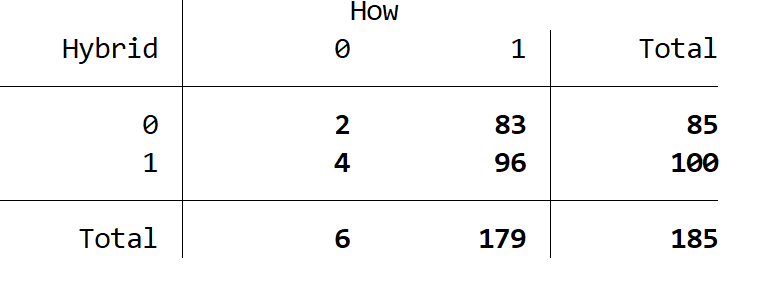 How
Hybrid 0 1 Total
0 2 83 85
1 4 96 100
Total 6 179 185